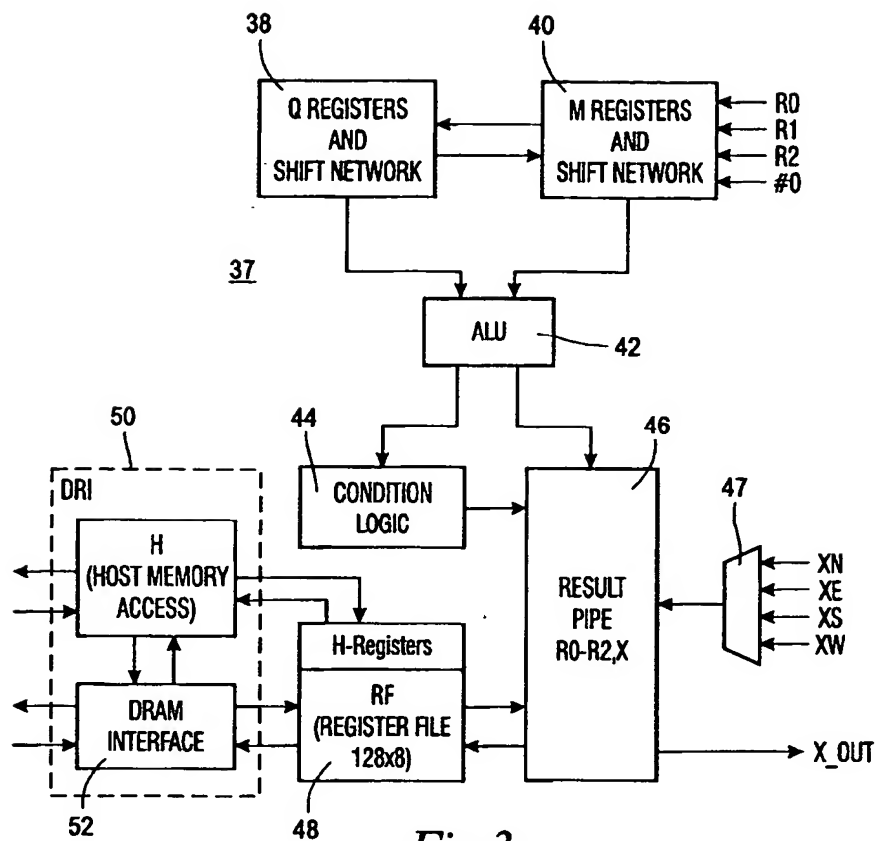 38
40
Q REGISTERS
AND
SHIFT NETWORK
M REGISTERS
AND
SHIFT NETWORK
R0
R1
R2
#0
37
ALU
42
50
44
46
DRI
CONDITION
LOGIC
47
H
(HOST MEMORY
ACCESS)
RESULT
PIPE
R0-R2,X
XN
XE
XS
XW
H-Registers
DRAM
INTERFACE
RF
(REGISTER FILE
128x8)
X_OUT
52
48